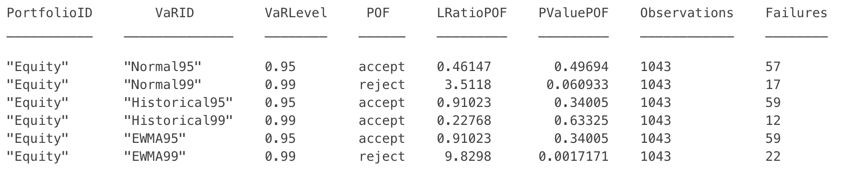 PortfolioID VaRID VaRLevel POF LRatioPOF PValuePOF Observations Failures
"Equity" "Normal95" 0.95 accept 0.46147 0.49694 1043 57
"Equity" "Normal99" 0.99 reject 3.5118 0.060933 1043 17
"Equity" "Historical95" 0.95 accept 0.91023 0.34005 1043 59
"Equity" "Historical99" 0.99 accept 0.22768 0.63325 1043 12
"Equity" "EWMA95" 0.95 accept 0.91023 0.34005 1043 59
"Equity" "EWMA99" 0.99 reject 9.8298 0.0017171 1043 22